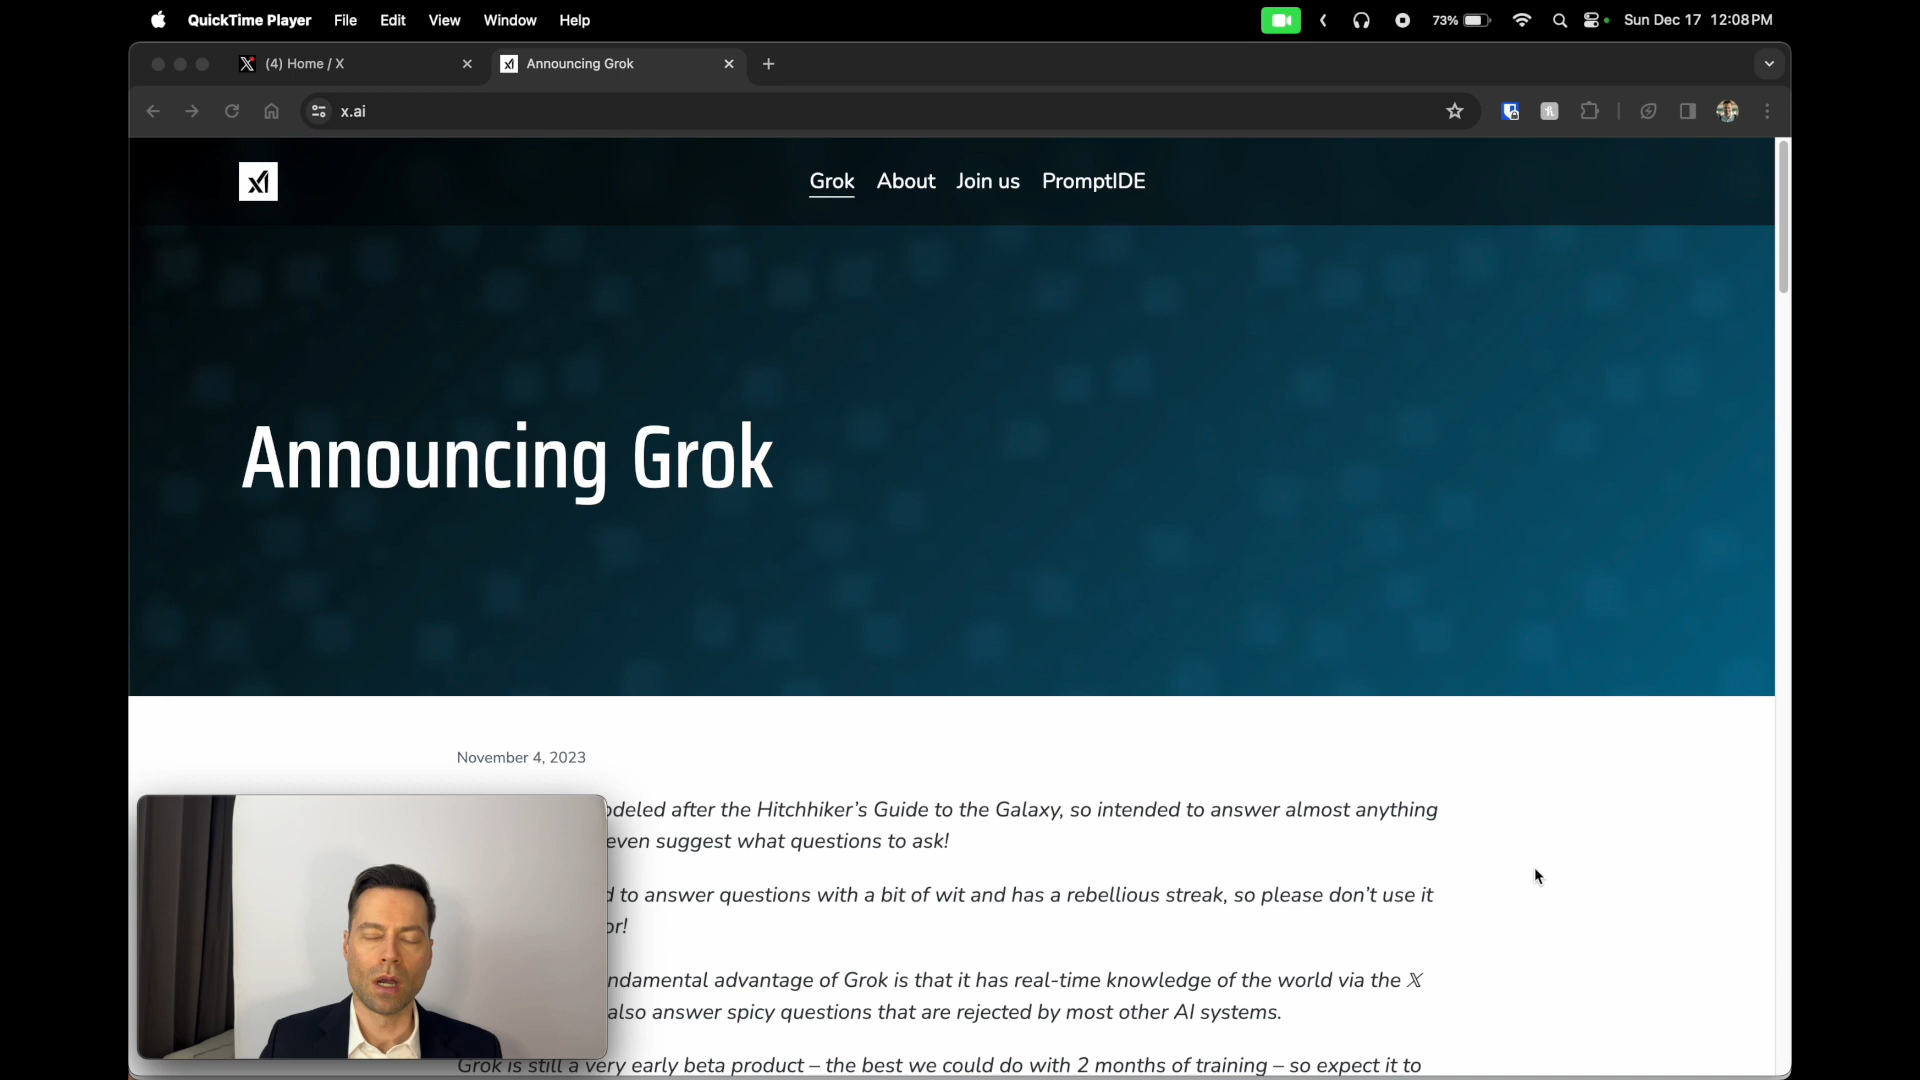 QuickTime Player File Edit View Window Help 73% Sun Dec 17 12:08 PM
(4) Home / X Announcing Grok
x.ai
Grok About Join us PromptIDE
Announcing Grok
November 4, 2023
modeled after the Hitchhiker's Guide to the Galaxy, so intended to answer almost anything
even suggest what questions to ask!
to answer questions with a bit of wit and has a rebellious streak, so please don't use it
or!
ndamental advantage of Grok is that it has real-time knowledge of the world via the 𝕏
also answer spicy questions that are rejected by most other AI systems.
Grok is still a very early beta product – the best we could do with 2 months of training – so expect it to